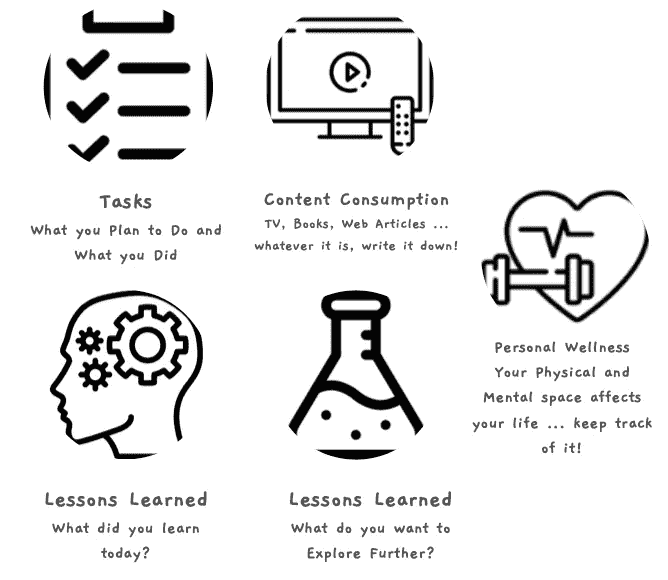 Tasks
What you Plan to Do and
What you Did
Content Consumption
TV, Books, Web Articles ...
whatever it is, write it down!
Personal Wellness
Your Physical and
Mental space affects
your life ... keep track
of it!
Lessons Learned
What did you learn
today?
Lessons Learned
What do you want to
Explore Further?